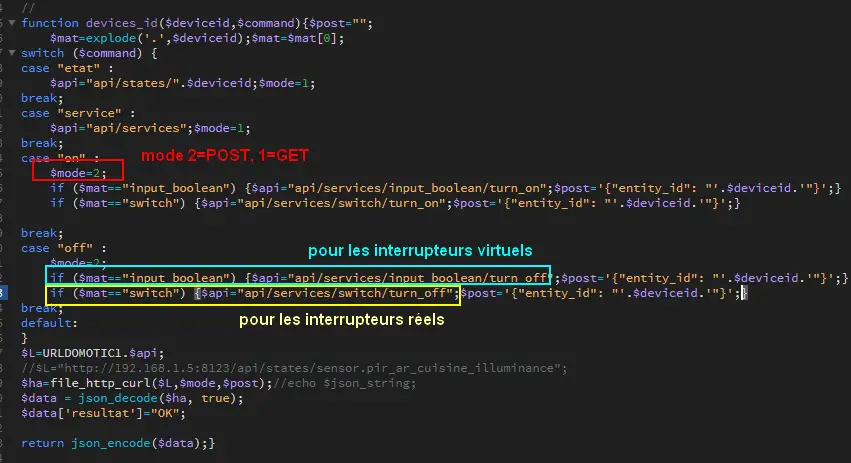 //
function devices_id($deviceid,$command){$post="";
$mat=explode('.',$deviceid);$mat=$mat[0];
switch ($command) {
case "etat" :
$api="api/states/".$deviceid;$mode=1;
break;
case "service" :
$api="api/services";$mode=1;
break;
case "on" :
mode 2=POST, 1=GET
$mode=2;
if ($mat=="input_boolean") {$api="api/services/input_boolean/turn_on";$post='{"entity_id": "'.$deviceid.'"}';}
if ($mat=="switch") {$api="api/services/switch/turn_on";$post='{"entity_id": "'.$deviceid.'"}';}
break;
case "off" :
pour les interrupteurs virtuels
$mode=2;
if ($mat=="input_boolean") {$api="api/services/input_boolean/turn_off";$post='{"entity_id": "'.$deviceid.'"}';}
if ($mat=="switch") {$api="api/services/switch/turn_off";$post='{"entity_id": "'.$deviceid.'"}';}
break;
pour les interrupteurs réels
default:
}
$L=URLDOMOTIC1.$api;
//$L="http://192.168.1.5:8123/api/states/sensor.pir_ar_cuisine_illuminance";
$ha=file_http_curl($L,$mode,$post);//echo $json_string;
$data = json_decode($ha, true);
$data['resultat']="OK";
return json_encode($data);}